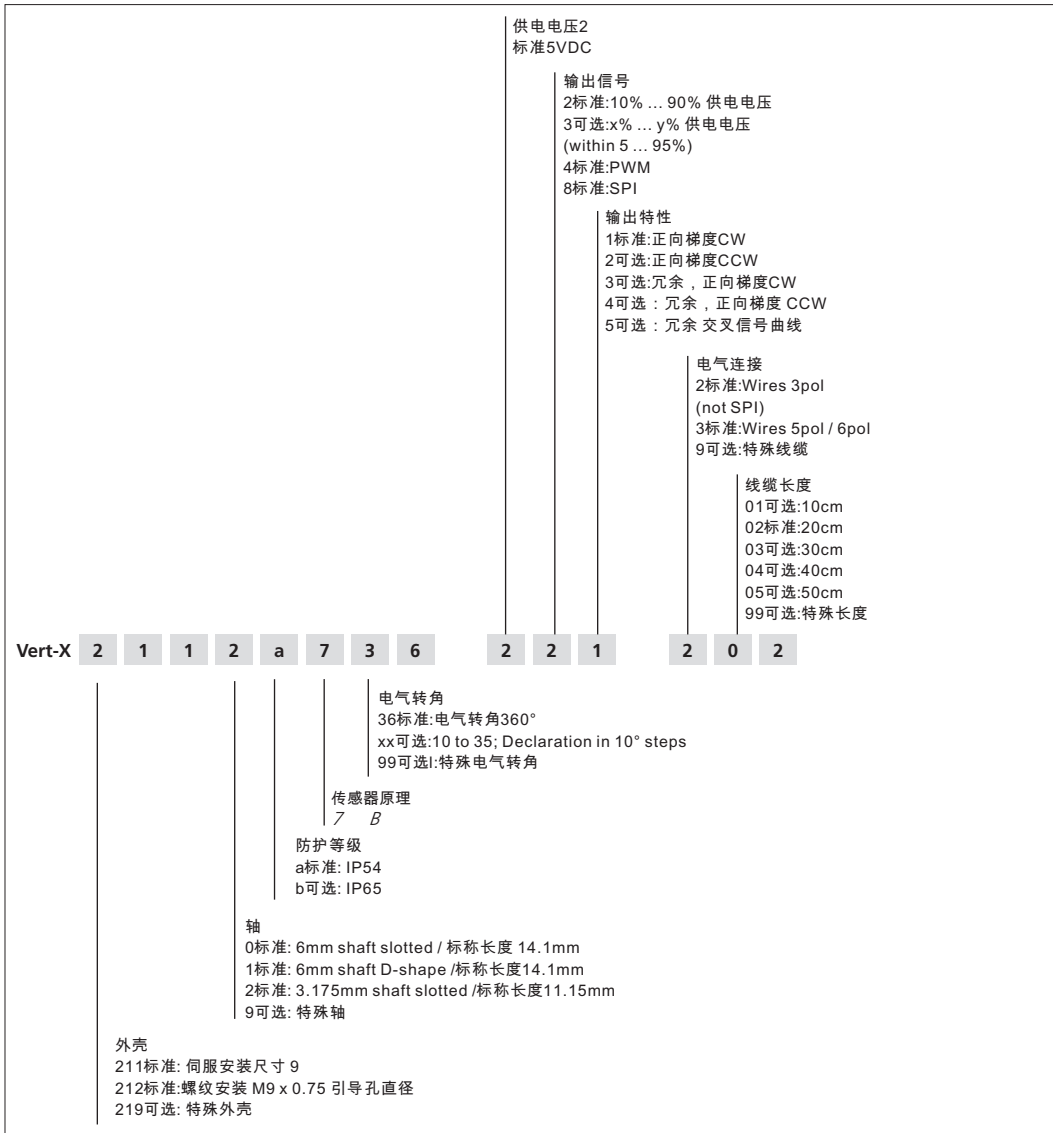 供电电压2
标准5VDC
输出信号
2标准:10% ... 90% 供电电压
3可选:x% ... y% 供电电压
(within 5 ... 95%)
4标准:PWM
8标准:SPI
输出特性
1标准:正向梯度CW
2可选:正向梯度CCW
3可选:冗余，正向梯度CW
4可选：冗余，正向梯度 CCW
5可选：冗余 交叉信号曲线
电气连接
2标准:Wires 3pol
(not SPI)
3标准:Wires 5pol / 6pol
9可选:特殊线缆
线缆长度
01可选:10cm
02标准:20cm
03可选:30cm
04可选:40cm
05可选:50cm
99可选:特殊长度
Vert-X 2 1 1 2 a 7 3 6 2 2 1 2 0 2
电气转角
36标准:电气转角360°
xx可选:10 to 35; Declaration in 10° steps
99可选l:特殊电气转角
传感器原理
7 B
防护等级
a标准: IP54
b可选: IP65
轴
0标准: 6mm shaft slotted / 标称长度 14.1mm
1标准: 6mm shaft D-shape /标称长度14.1mm
2标准: 3.175mm shaft slotted /标称长度11.15mm
9可选: 特殊轴
外壳
211标准: 伺服安装尺寸 9
212标准:螺纹安装 M9 x 0.75 引导孔直径
219可选: 特殊外壳